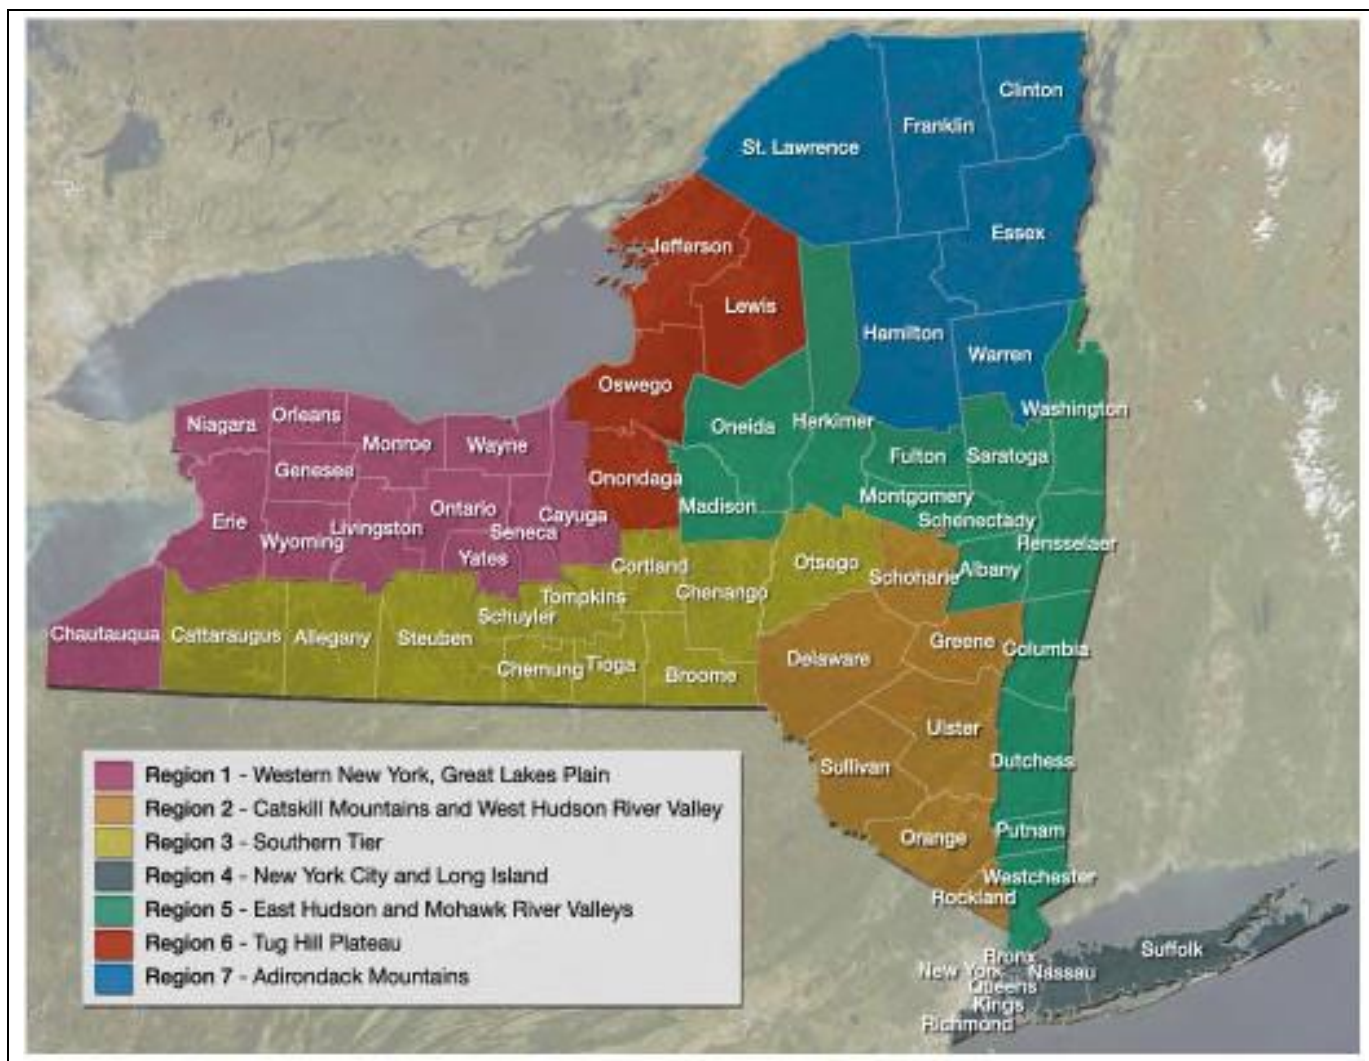 Clinton
Franklin
St. Lawrence
Essex
Jefferson
Lewis
Hamilton
Warren
Oswego
Washington
Orleans
Niagara
Oneida
Herkimer
Monroe
Wayne
Fulton
Saratoga
Genesee
Onondaga
Montgomery
Madison
Ontario
Cayuga
Erie
Livingston
Schenectady
Seneca
Wyoming
Rensselaer
Yates
Otsego
Cortland
Albany
Schoharie
Chenango
Tompkins
Schuyler
Chautauqua
Cattaraugus
Allegany
Steuben
Greene
Columbia
Delaware
Chemung
Tioga
Broome
Ulster
Dutchess
Sullivan
Putnam
Orange
Westchester
Rockland
Suffolk
Bronx
New York
Nassau
Queens
Kings
Richmond
Region 1 - Western New York, Great Lakes Plain
Region 2 - Catskill Mountains and West Hudson River Valley
Region 3 - Southern Tier
Region 4 - New York City and Long Island
Region 5 - East Hudson and Mohawk River Valleys
Region 6 - Tug Hill Plateau
Region 7 - Adirondack Mountains